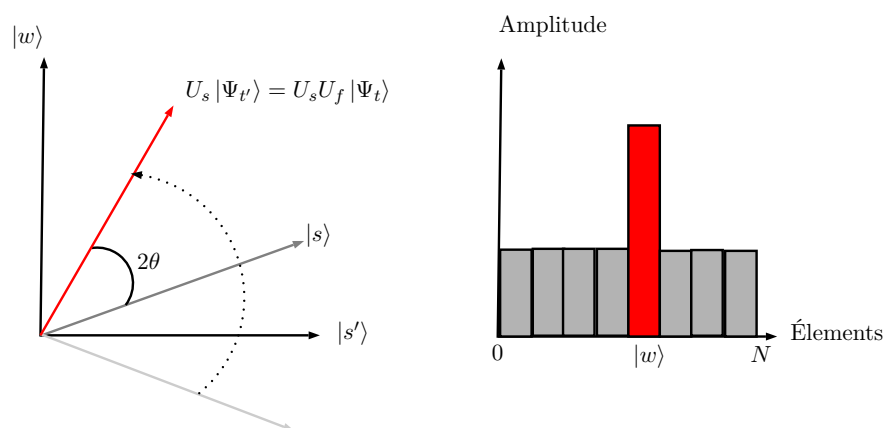 |w⟩
U_s |Ψ_{t'}⟩ = U_s U_f |Ψ_t⟩
2θ
|s⟩
|s'⟩
Amplitude
Élements
0
|w⟩
N